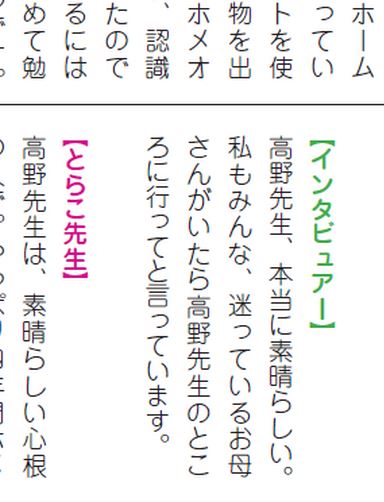 ホーム
ってい
トを使
物を出
ホメオ
、認識
たので
るには
めて勉
【インタビュアー】
高野先生、本当に素晴らしい。
私もみんな、迷っているお母
さんがいたら高野先生のとこ
ろに行ってと言っています。
【とらこ先生】
高野先生は、素晴らしい心根